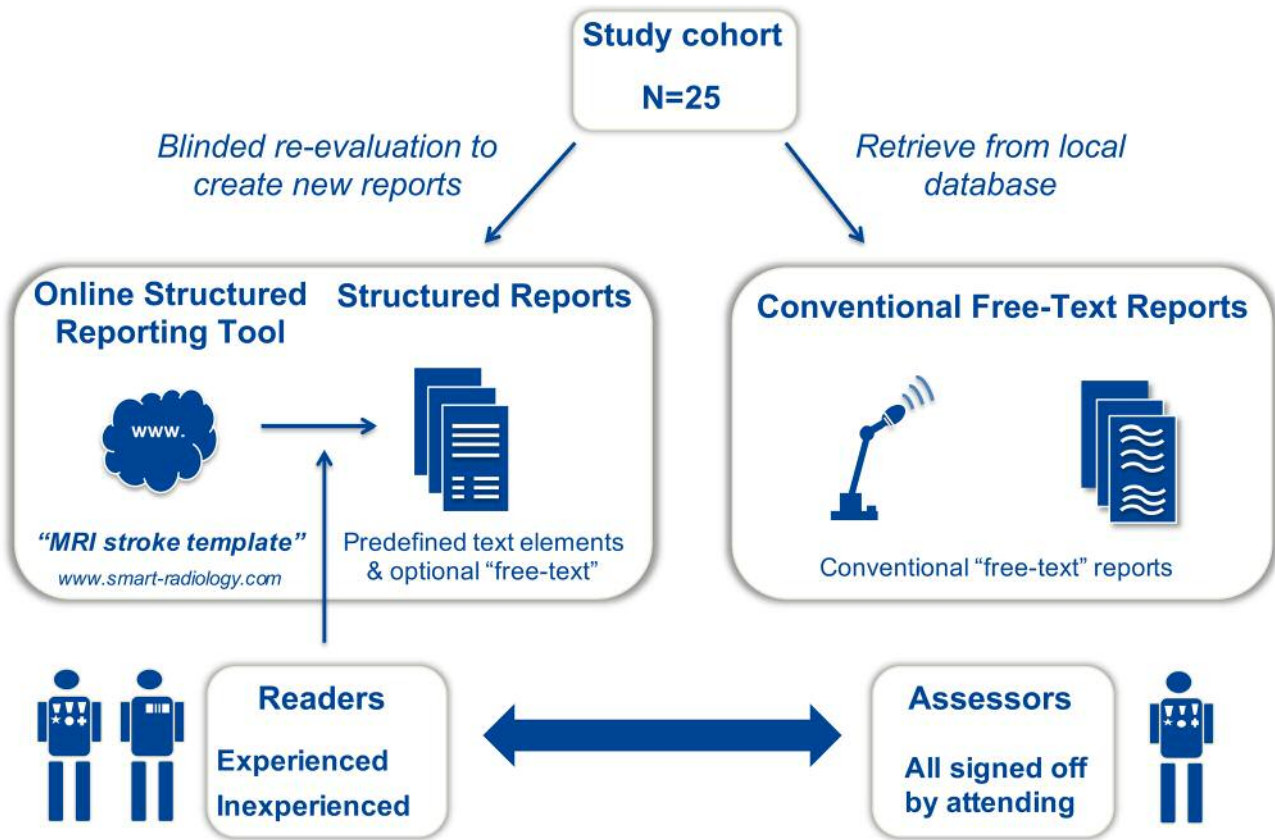 Study cohort
N=25
Blinded re-evaluation to
create new reports
Retrieve from local
database
Online Structured
Reporting Tool
Structured Reports
www.
"MRI stroke template"
www.smart-radiology.com
Predefined text elements
& optional "free-text"
Conventional Free-Text Reports
Conventional "free-text" reports
Readers
Experienced
Inexperienced
Assessors
All signed off
by attending